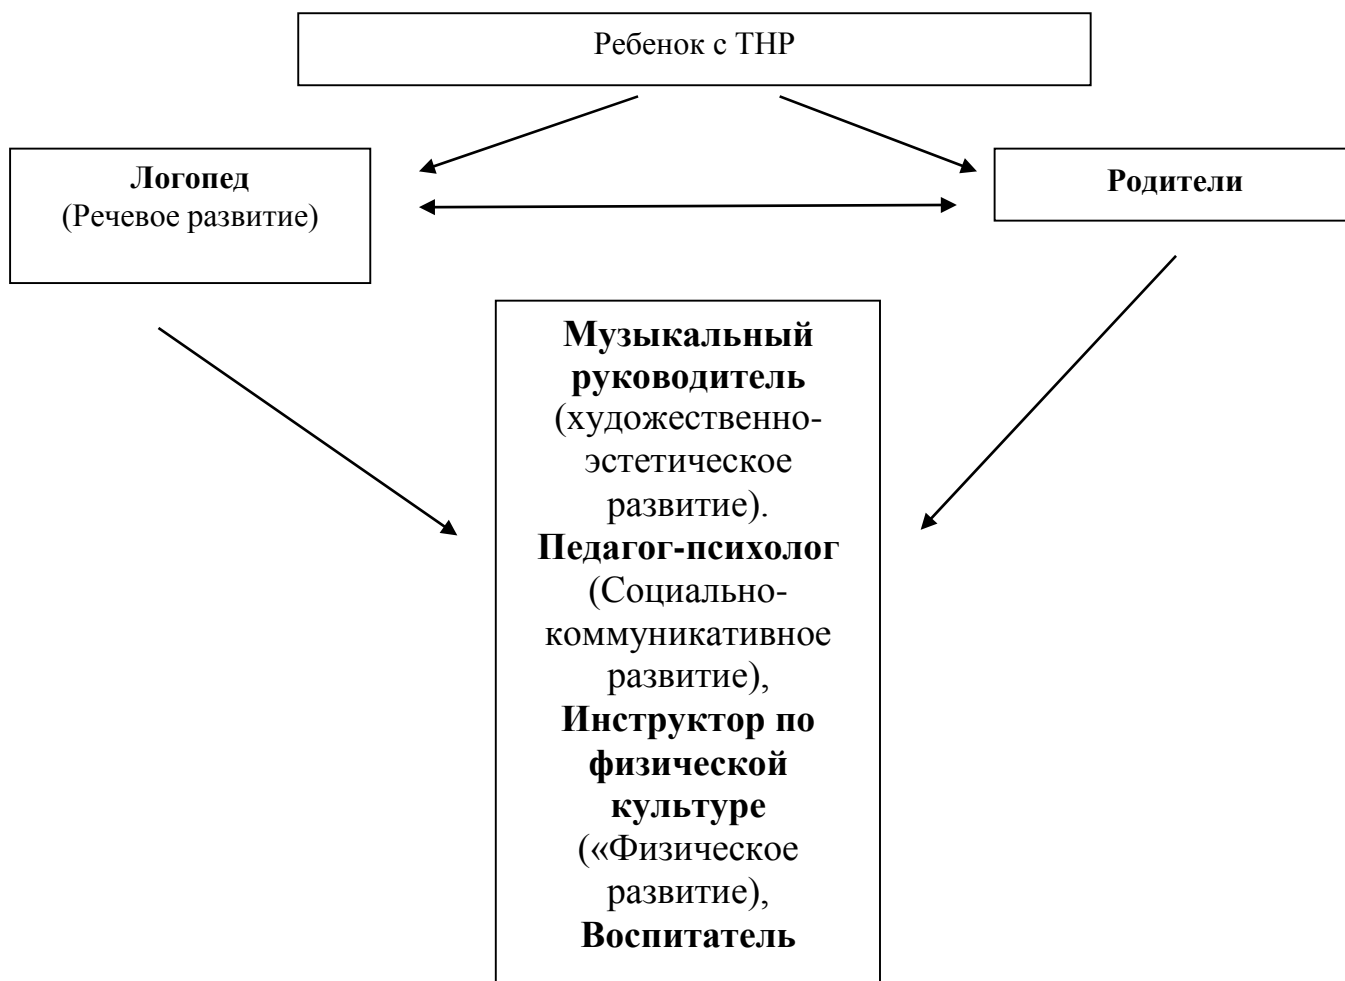 Ребенок с ТНР
Логопед
(Речевое развитие)
Родители
Музыкальный
руководитель
(художественно-
эстетическое
развитие).
Педагог-психолог
(Социально-
коммуникативное
развитие),
Инструктор по
физической
культуре
(«Физическое
развитие),
Воспитатель